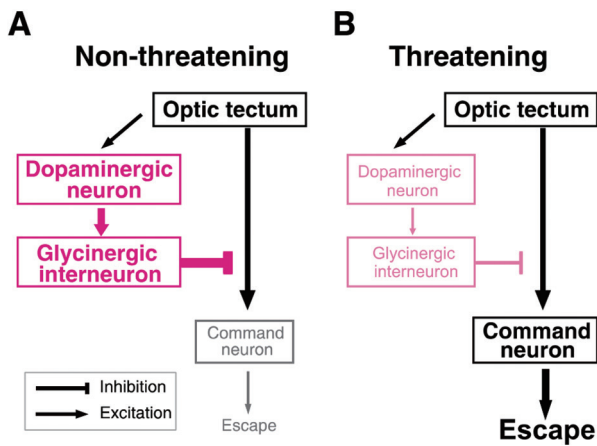 A
Non-threatening
Optic tectum
Dopaminergic
neuron
Glycinergic
interneuron
Command
neuron
Escape
Inhibition
Excitation
B
Threatening
Optic tectum
Dopaminergic
neuron
Glycinergic
interneuron
Command
neuron
Escape